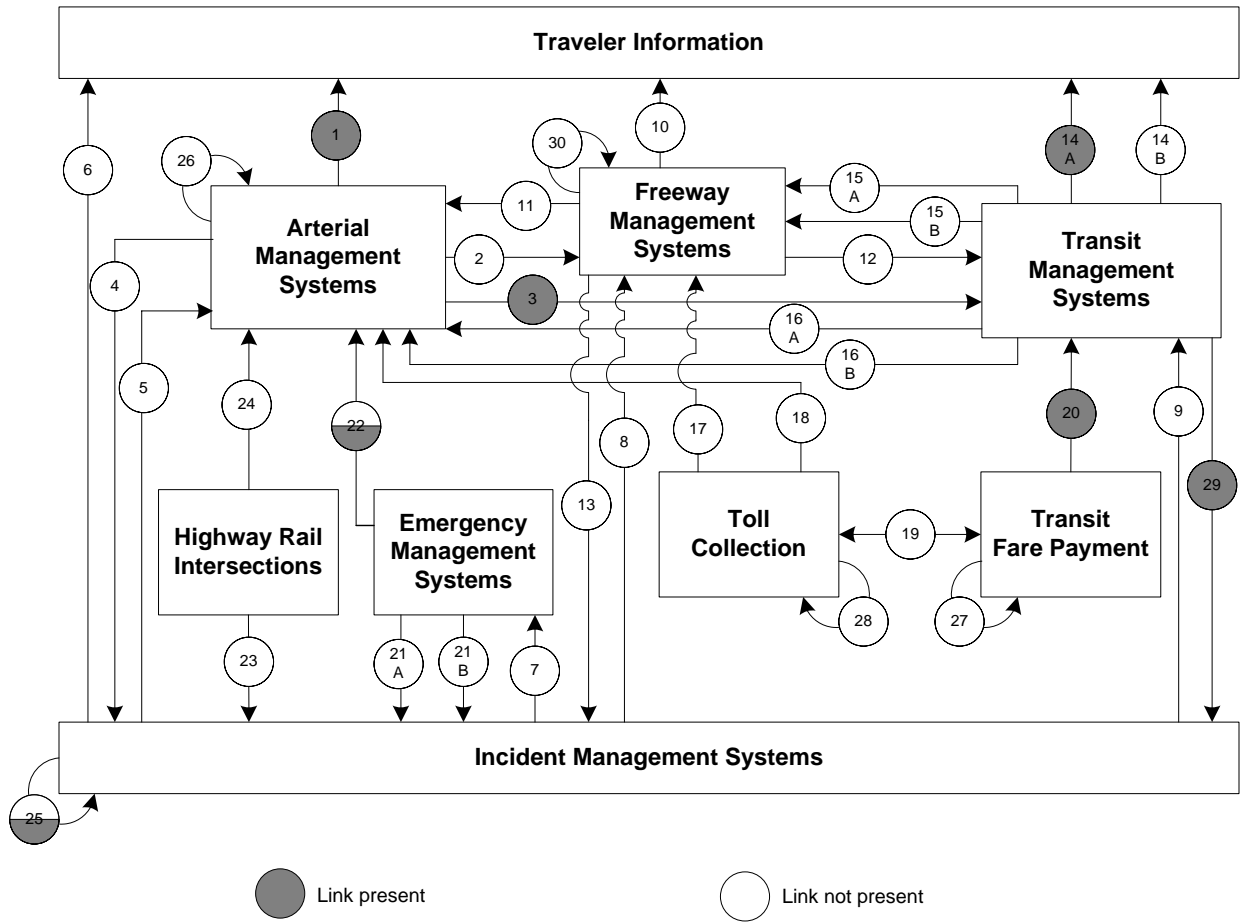 Traveler Information
1
10
14
A
14
B
6
26
30
15
A
11
Freeway
Management
Systems
15
B
Arterial
Management
Systems
Transit
Management
Systems
2
12
4
3
16
A
16
B
5
24
22
8
17
18
20
9
29
13
Highway Rail
Intersections
Emergency
Management
Systems
Toll
Collection
19
Transit
Fare Payment
28
27
23
21
A
21
B
7
Incident Management Systems
25
Link present
Link not present